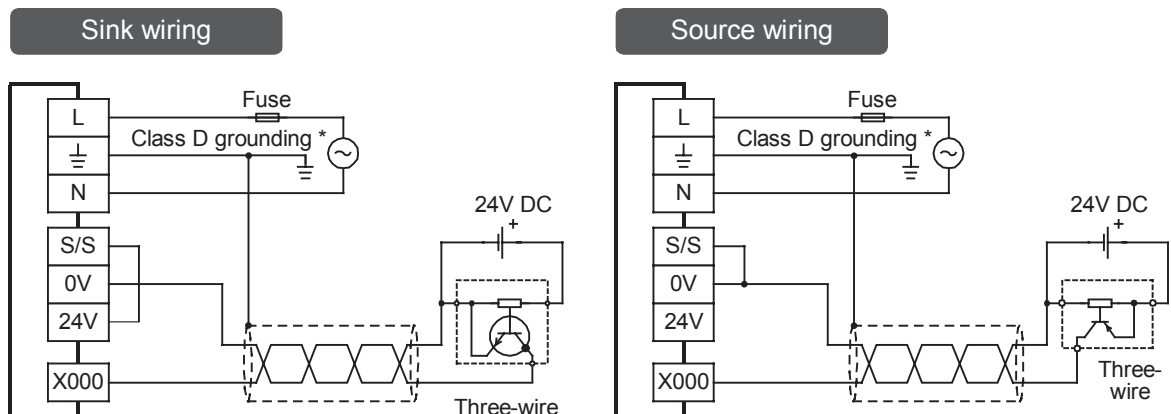 Sink wiring
L
Fuse
Class D grounding *
N
24V DC
+
S/S
0V
24V
X000
Three-wire
Source wiring
L
Fuse
Class D grounding *
N
24V DC
+
S/S
0V
24V
X000
Three-
wire